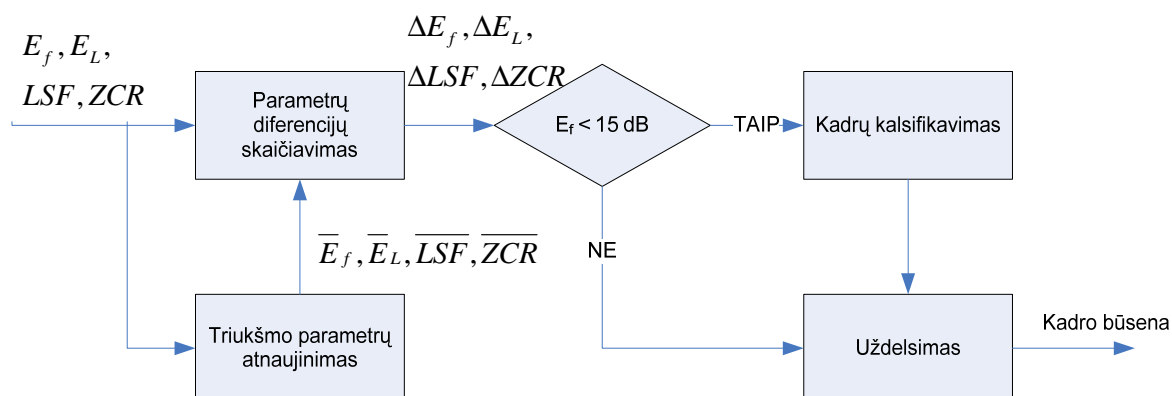 E_f, E_L,
LSF, ZCR
Parametrų
diferencijų
skaičiavimas
ΔE_f, ΔE_L,
ΔLSF, ΔZCR
E_f < 15 dB
TAIP
Kadrų kalsifikavimas
E̅_f, E̅_L, L̅S̅F̅, Z̅C̅R̅
NE
Triukšmo parametrų
atnaujinimas
Uždelsimas
Kadro būsena